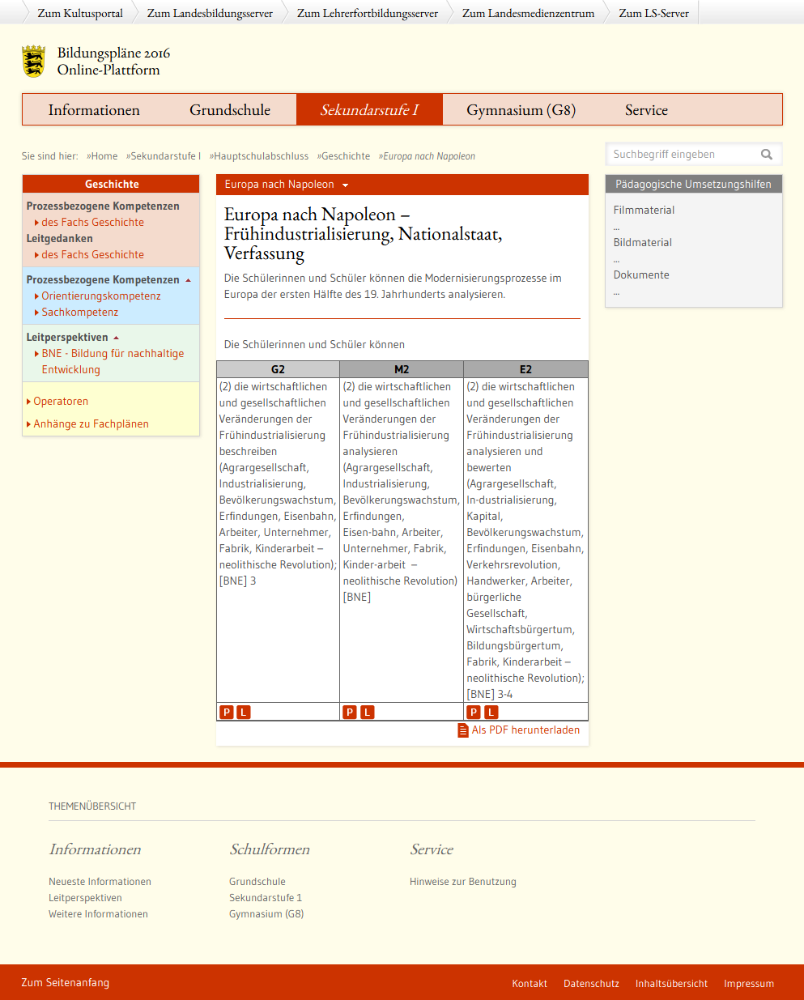 Zum Kultusportal Zum Landesbildungsserver Zum Lehrerfortbildungsserver Zum Landesmedienzentrum Zum LS-Server
Bildungspläne 2016
Online-Plattform
Informationen Grundschule Sekundarstufe I Gymnasium (G8) Service
Sie sind hier: »Home »Sekundarstufe I »Hauptschulabschluss »Geschichte »Europa nach Napoleon
Suchbegriff eingeben
Geschichte
Prozessbezogene Kompetenzen
des Fachs Geschichte
Leitgedanken
des Fachs Geschichte
Prozessbezogene Kompetenzen
Orientierungskompetenz
Sachkompetenz
Leitperspektiven
BNE - Bildung für nachhaltige
Entwicklung
Operatoren
Anhänge zu Fachplänen
Europa nach Napoleon
Europa nach Napoleon –
Frühindustrialisierung, Nationalstaat,
Verfassung
Die Schülerinnen und Schüler können die Modernisierungsprozesse im
Europa der ersten Hälfte des 19. Jahrhunderts analysieren.
Die Schülerinnen und Schüler können
G2
(2) die wirtschaftlichen
und gesellschaftlichen
Veränderungen der
Frühindustrialisierung
beschreiben
(Agrargesellschaft,
Industrialisierung,
Bevölkerungswachstum,
Erfindungen, Eisenbahn,
Arbeiter, Unternehmer,
Fabrik, Kinderarbeit –
neolithische Revolution);
[BNE] 3
P L
M2
(2) die wirtschaftlichen
und gesellschaftlichen
Veränderungen der
Frühindustrialisierung
analysieren
(Agrargesellschaft,
Industrialisierung,
Bevölkerungswachstum,
Erfindungen,
Eisen-bahn, Arbeiter,
Unternehmer, Fabrik,
Kinder-arbeit –
neolithische Revolution)
[BNE]
P L
E2
(2) die wirtschaftlichen
und gesellschaftlichen
Veränderungen der
Frühindustrialisierung
analysieren und
bewerten
(Agrargesellschaft,
In-dustrialisierung,
Kapital,
Bevölkerungswachstum,
Erfindungen, Eisenbahn,
Verkehrsrevolution,
Handwerker, Arbeiter,
bürgerliche
Gesellschaft,
Wirtschaftsbürgertum,
Bildungsbürgertum,
Fabrik, Kinderarbeit –
neolithische Revolution);
[BNE] 3-4
P L
Als PDF herunterladen
Pädagogische Umsetzungshilfen
Filmmaterial
...
Bildmaterial
...
Dokumente
...
THEMENÜBERSICHT
Informationen
Neueste Informationen
Leitperspektiven
Weitere Informationen
Schulformen
Grundschule
Sekundarstufe 1
Gymnasium (G8)
Service
Hinweise zur Benutzung
Zum Seitenanfang
Kontakt Datenschutz Inhaltsübersicht Impressum